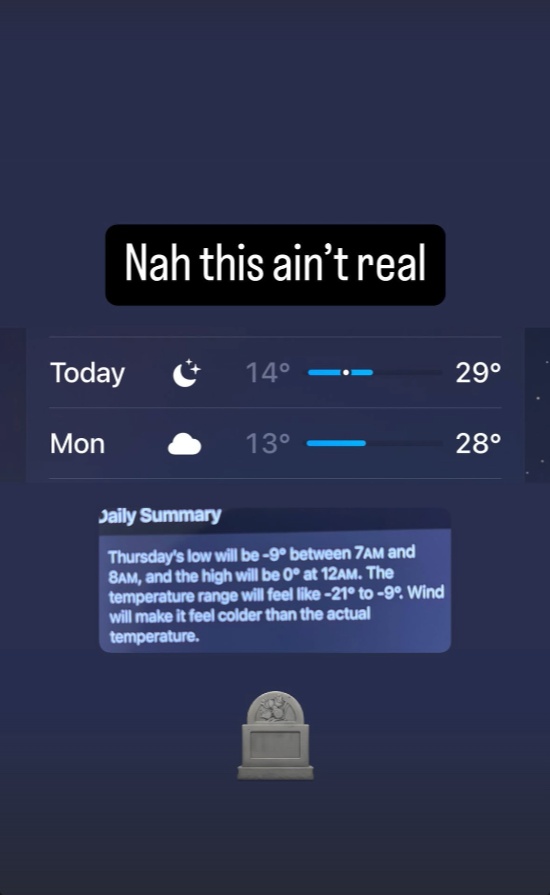 Nah this ain't real
Today 14° 29°
Mon 13° 28°
Daily Summary
Thursday's low will be -9° between 7AM and
8AM, and the high will be 0° at 12AM. The
temperature range will feel like -21° to -9°. Wind
will make it feel colder than the actual
temperature.